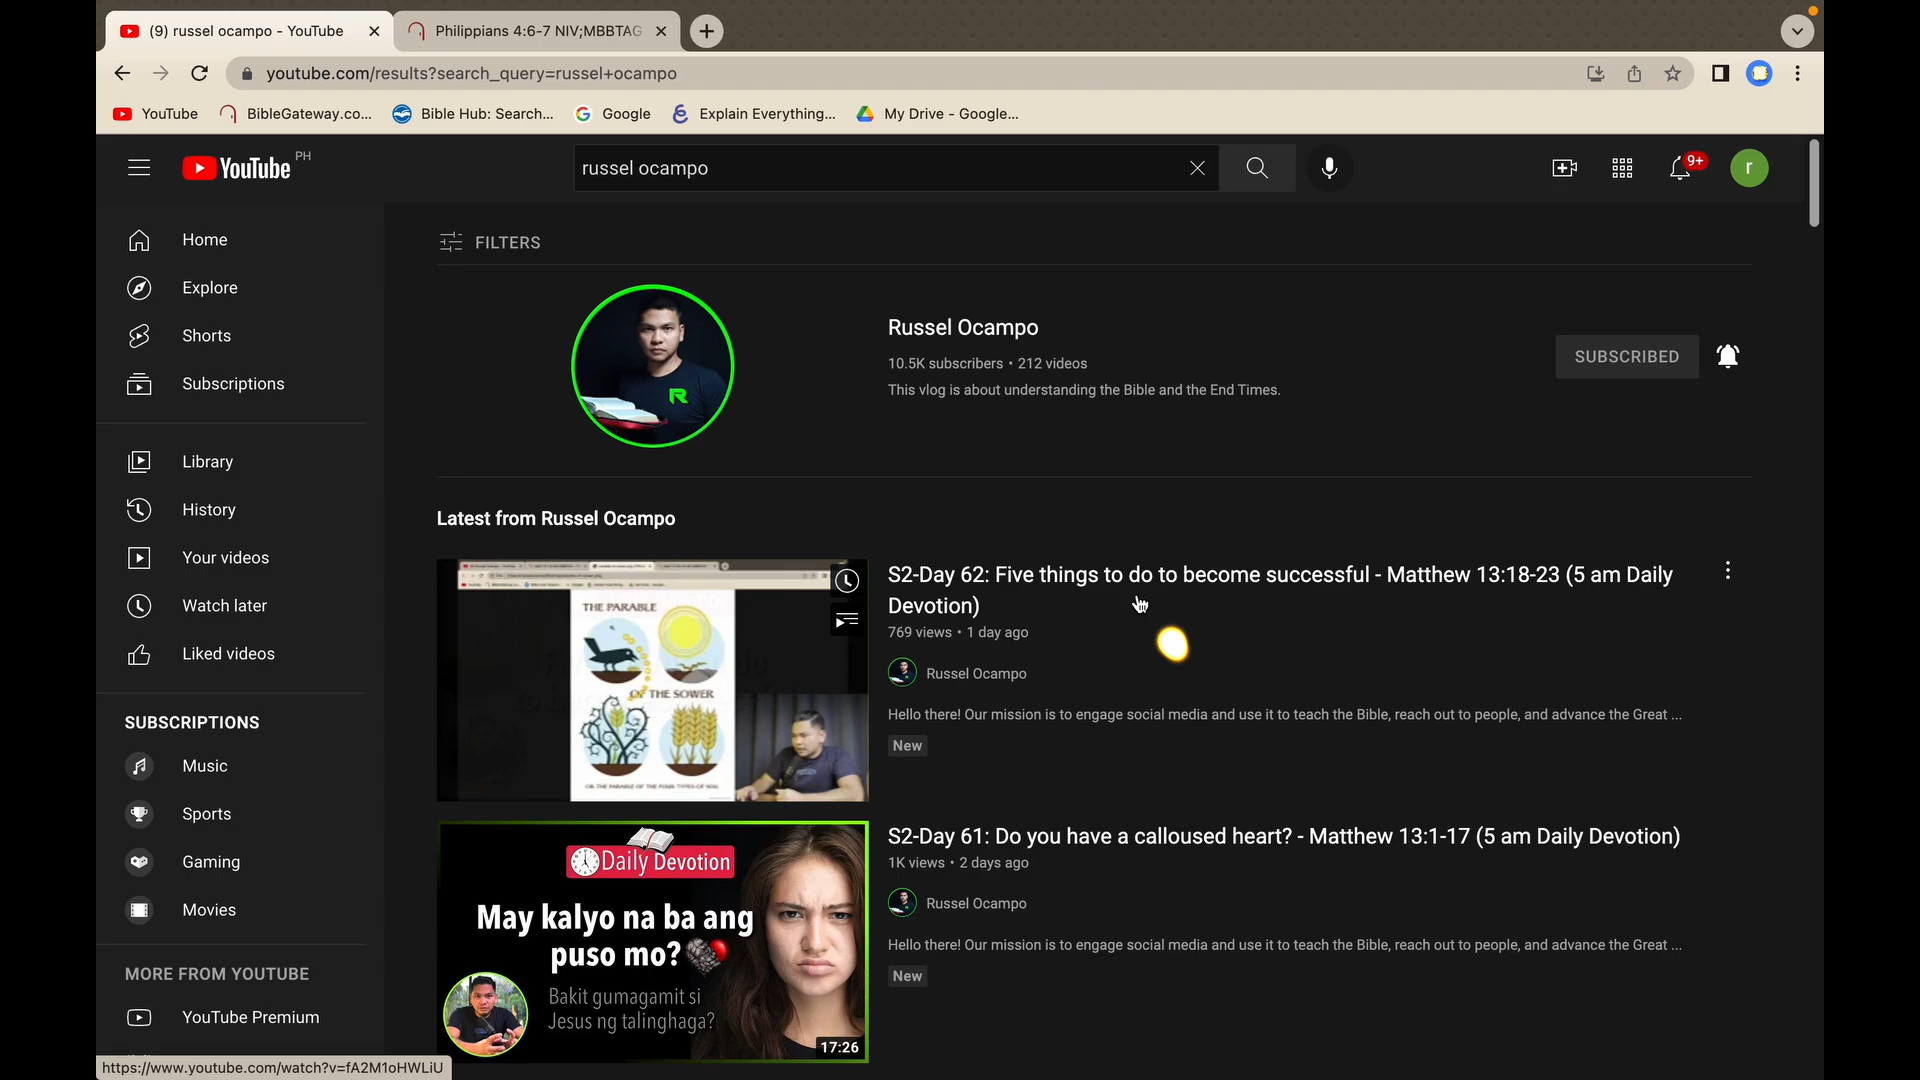 (9) russel ocampo - YouTube
Philippians 4:6-7 NIV;MBBTAG
youtube.com/results?search_query=russel+ocampo
YouTube
BibleGateway.co...
Bible Hub: Search...
Google
Explain Everything...
My Drive - Google...
YouTube PH
russel ocampo
9+
r
Home
Explore
Shorts
Subscriptions
Library
History
Your videos
Watch later
Liked videos
SUBSCRIPTIONS
Music
Sports
Gaming
Movies
MORE FROM YOUTUBE
YouTube Premium
https://www.youtube.com/watch?v=fA2M1oHWLiU
FILTERS
R
Russel Ocampo
10.5K subscribers • 212 videos
This vlog is about understanding the Bible and the End Times.
SUBSCRIBED
Latest from Russel Ocampo
THE PARABLE
OF THE SOWER
OR THE PARABLE OF THE FOUR TYPES OF SOIL
S2-Day 62: Five things to do to become successful - Matthew 13:18-23 (5 am Daily
Devotion)
769 views • 1 day ago
Russel Ocampo
Hello there! Our mission is to engage social media and use it to teach the Bible, reach out to people, and advance the Great ...
New
Daily Devotion
May kalyo na ba ang
puso mo?
Bakit gumagamit si
Jesus ng talinghaga?
17:26
S2-Day 61: Do you have a calloused heart? - Matthew 13:1-17 (5 am Daily Devotion)
1K views • 2 days ago
Russel Ocampo
Hello there! Our mission is to engage social media and use it to teach the Bible, reach out to people, and advance the Great ...
New